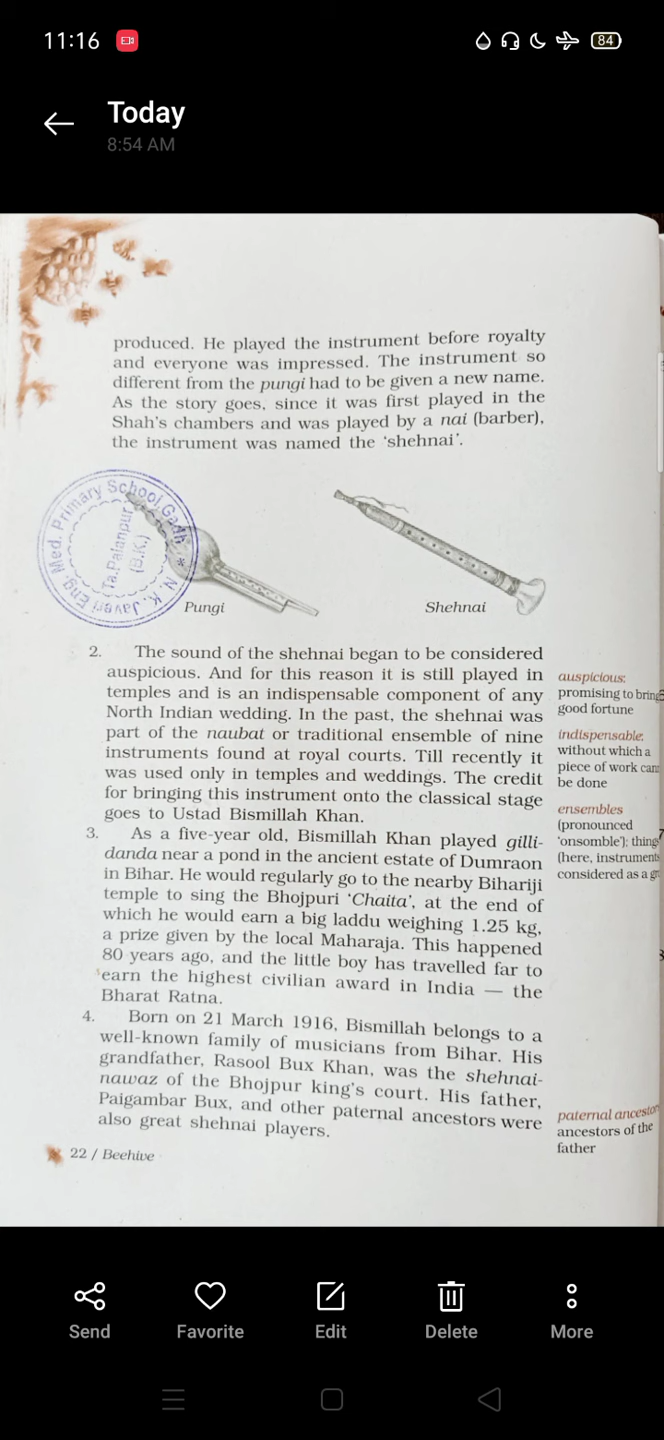 11:16
84
Today
8:54 AM
produced. He played the instrument before royalty
and everyone was impressed. The instrument so
different from the pungi had to be given a new name.
As the story goes, since it was first played in the
Shah's chambers and was played by a nai (barber),
the instrument was named the 'shehnai'.
N. K. Javeri Eng. Med. Primary School, Gadh
Ta. Palanpur
(B.K.)
Pungi
Shehnai
2. The sound of the shehnai began to be considered
auspicious. And for this reason it is still played in
temples and is an indispensable component of any
North Indian wedding. In the past, the shehnai was
part of the naubat or traditional ensemble of nine
instruments found at royal courts. Till recently it
was used only in temples and weddings. The credit
for bringing this instrument onto the classical stage
goes to Ustad Bismillah Khan.
auspicious:
promising to bring
good fortune
indispensable:
without which a
piece of work can
be done
ensembles
(pronounced
'onsomble'): thing
(here, instruments
considered as a gr
3. As a five-year old, Bismillah Khan played gilli-
danda near a pond in the ancient estate of Dumraon
in Bihar. He would regularly go to the nearby Bihariji
temple to sing the Bhojpuri 'Chaita', at the end of
which he would earn a big laddu weighing 1.25 kg,
a prize given by the local Maharaja. This happened
80 years ago, and the little boy has travelled far to
earn the highest civilian award in India — the
Bharat Ratna.
4. Born on 21 March 1916, Bismillah belongs to a
well-known family of musicians from Bihar. His
grandfather, Rasool Bux Khan, was the shehnai-
nawaz of the Bhojpur king's court. His father,
Paigambar Bux, and other paternal ancestors were
also great shehnai players.
paternal ancestor
ancestors of the
father
22 / Beehive
Send
Favorite
Edit
Delete
More